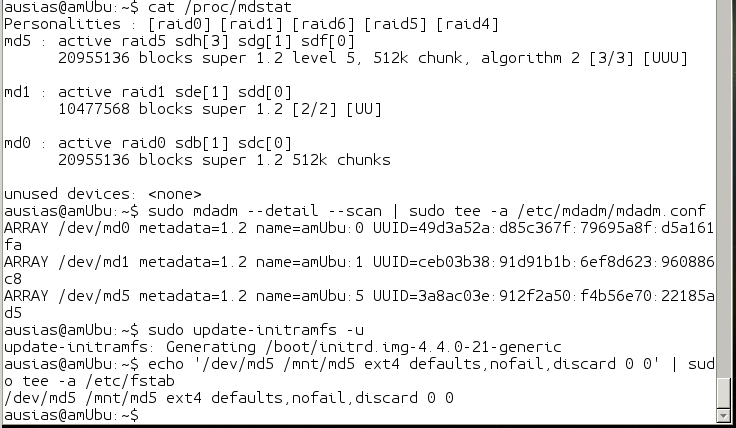 ausias@amUbu:~$ cat /proc/mdstat
Personalities : [raid0] [raid1] [raid6] [raid5] [raid4]
md5 : active raid5 sdh[3] sdg[1] sdf[0]
      20955136 blocks super 1.2 level 5, 512k chunk, algorithm 2 [3/3] [UUU]

md1 : active raid1 sde[1] sdd[0]
      10477568 blocks super 1.2 [2/2] [UU]

md0 : active raid0 sdb[1] sdc[0]
      20955136 blocks super 1.2 512k chunks

unused devices: <none>
ausias@amUbu:~$ sudo mdadm --detail --scan | sudo tee -a /etc/mdadm/mdadm.conf
ARRAY /dev/md0 metadata=1.2 name=amUbu:0 UUID=49d3a52a:d85c367f:79695a8f:d5a161
fa
ARRAY /dev/md1 metadata=1.2 name=amUbu:1 UUID=ceb03b38:91d91b1b:6ef8d623:960886
c8
ARRAY /dev/md5 metadata=1.2 name=amUbu:5 UUID=3a8ac03e:912f2a50:f4b56e70:22185a
d5
ausias@amUbu:~$ sudo update-initramfs -u
update-initramfs: Generating /boot/initrd.img-4.4.0-21-generic
ausias@amUbu:~$ echo '/dev/md5 /mnt/md5 ext4 defaults,nofail,discard 0 0' | sud
o tee -a /etc/fstab
/dev/md5 /mnt/md5 ext4 defaults,nofail,discard 0 0
ausias@amUbu:~$